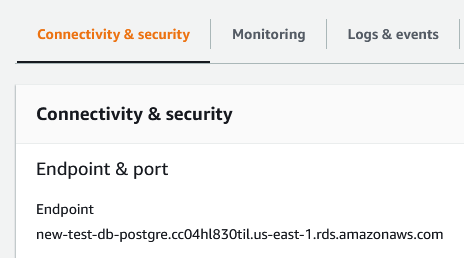 Connectivity & security
Monitoring
Logs & events
Connectivity & security
Endpoint & port
Endpoint
new-test-db-postgre.cc04hl830til.us-east-1.rds.amazonaws.com